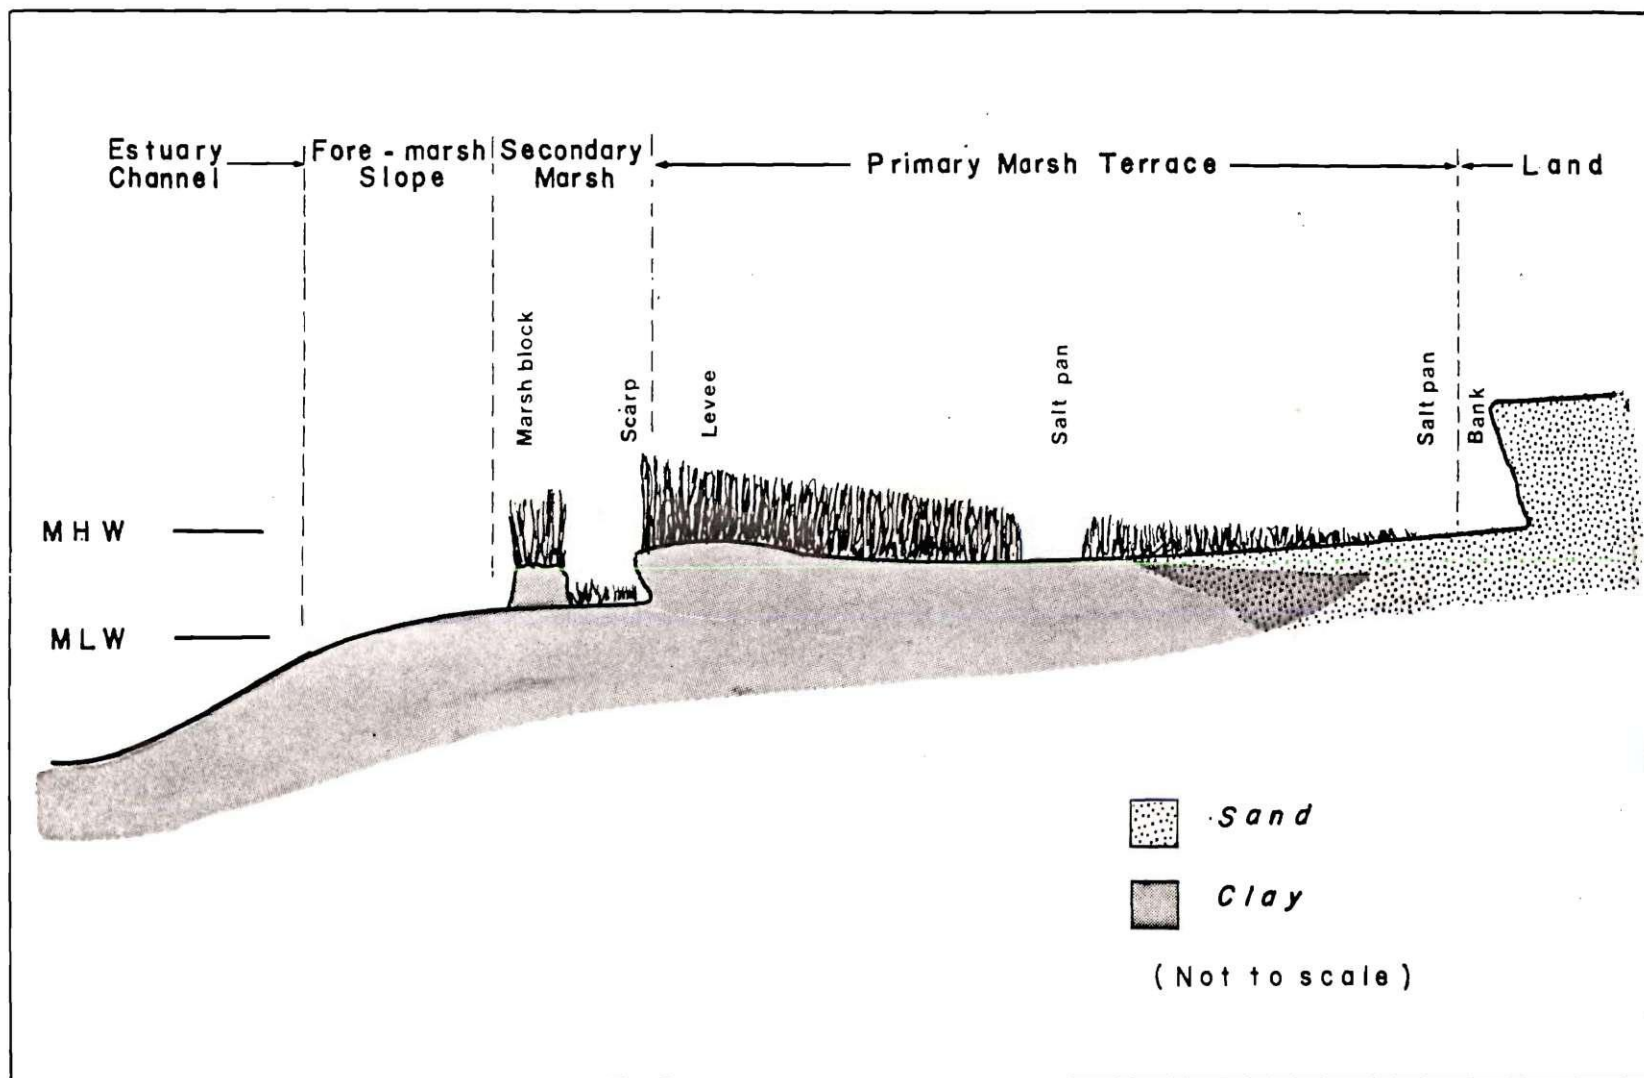 Estuary
Channel
Fore - marsh
Slope
Secondary
Marsh
Primary Marsh Terrace
Land
Marsh block
Scarp
Levee
Salt pan
Salt pan
Bank
MHW
MLW
Sand
Clay
(Not to scale)